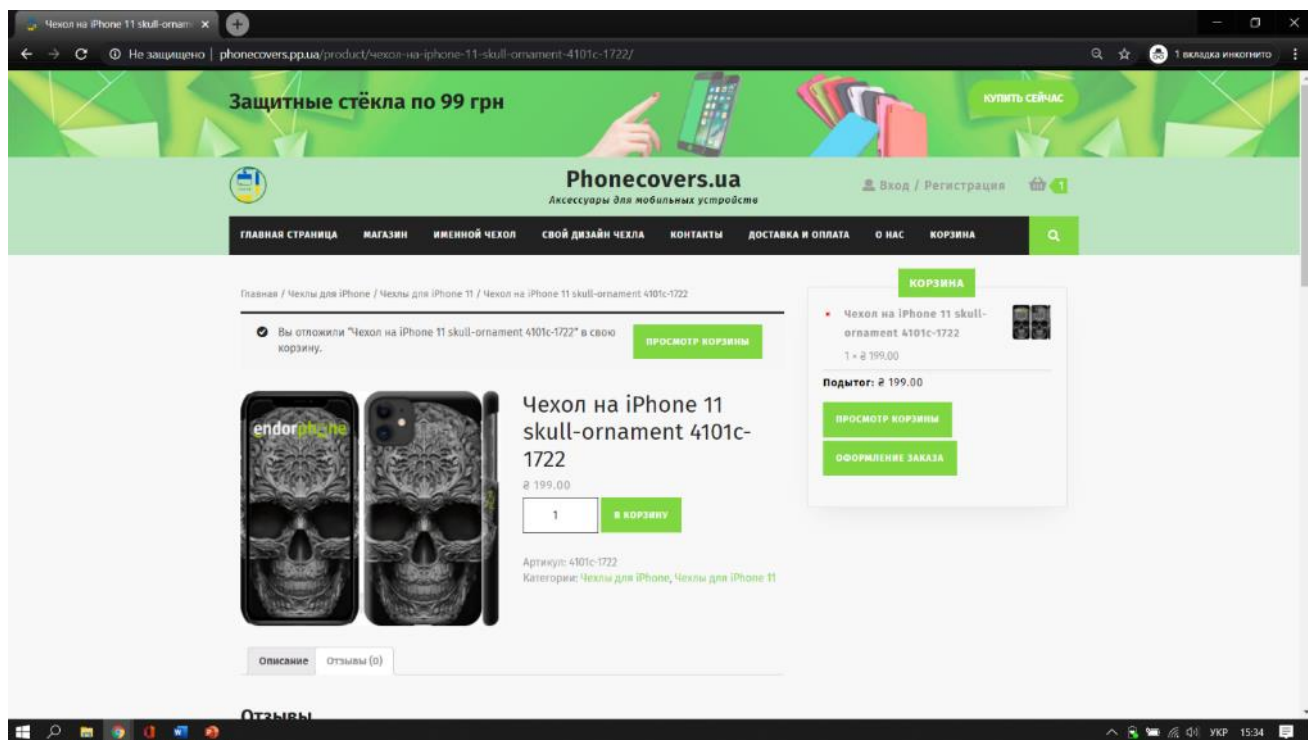 Чехол на iPhone 11 skull-ornam
Не защищено | phonecovers.pp.ua/product/чехол-на-iphone-11-skull-ornament-4101c-1722/
1 вкладка инкогнито
Защитные стёкла по 99 грн
КУПИТЬ СЕЙЧАС
Phonecovers.ua
Аксессуары для мобильных устройств
Вход / Регистрация
1
ГЛАВНАЯ СТРАНИЦА МАГАЗИН ИМЕННОЙ ЧЕХОЛ СВОЙ ДИЗАЙН ЧЕХЛА КОНТАКТЫ ДОСТАВКА И ОПЛАТА О НАС КОРЗИНА
Главная / Чехлы для iPhone / Чехлы для iPhone 11 / Чехол на iPhone 11 skull-ornament 4101c-1722
Вы отложили "Чехол на iPhone 11 skull-ornament 4101c-1722" в свою
корзину.
ПРОСМОТР КОРЗИНЫ
endorphone
Чехол на iPhone 11
skull-ornament 4101c-
1722
₴ 199.00
1
В КОРЗИНУ
Артикул: 4101c-1722
Категории: Чехлы для iPhone, Чехлы для iPhone 11
Описание
Отзывы (0)
Отзывы
КОРЗИНА
Чехол на iPhone 11 skull-
ornament 4101c-1722
1 × ₴ 199.00
Подытог: ₴ 199.00
ПРОСМОТР КОРЗИНЫ
ОФОРМЛЕНИЕ ЗАКАЗА
УКР 15:34